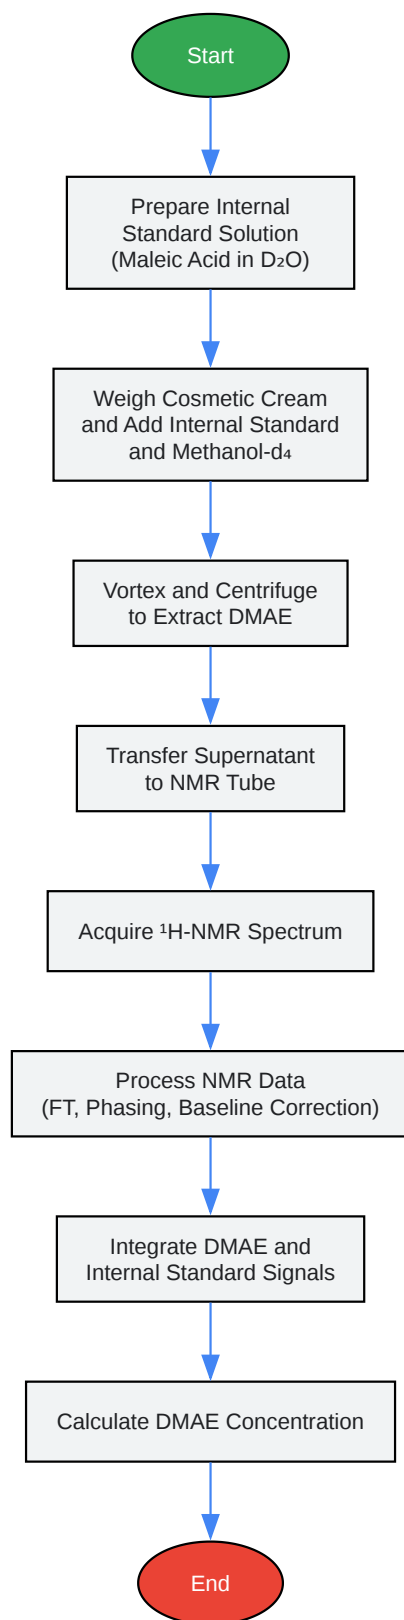 Start
Prepare Internal
Standard Solution
(Maleic Acid in D₂O)
Weigh Cosmetic Cream
and Add Internal Standard
and Methanol-d₄
Vortex and Centrifuge
to Extract DMAE
Transfer Supernatant
to NMR Tube
Acquire ¹H-NMR Spectrum
Process NMR Data
(FT, Phasing, Baseline Correction)
Integrate DMAE and
Internal Standard Signals
Calculate DMAE Concentration
End